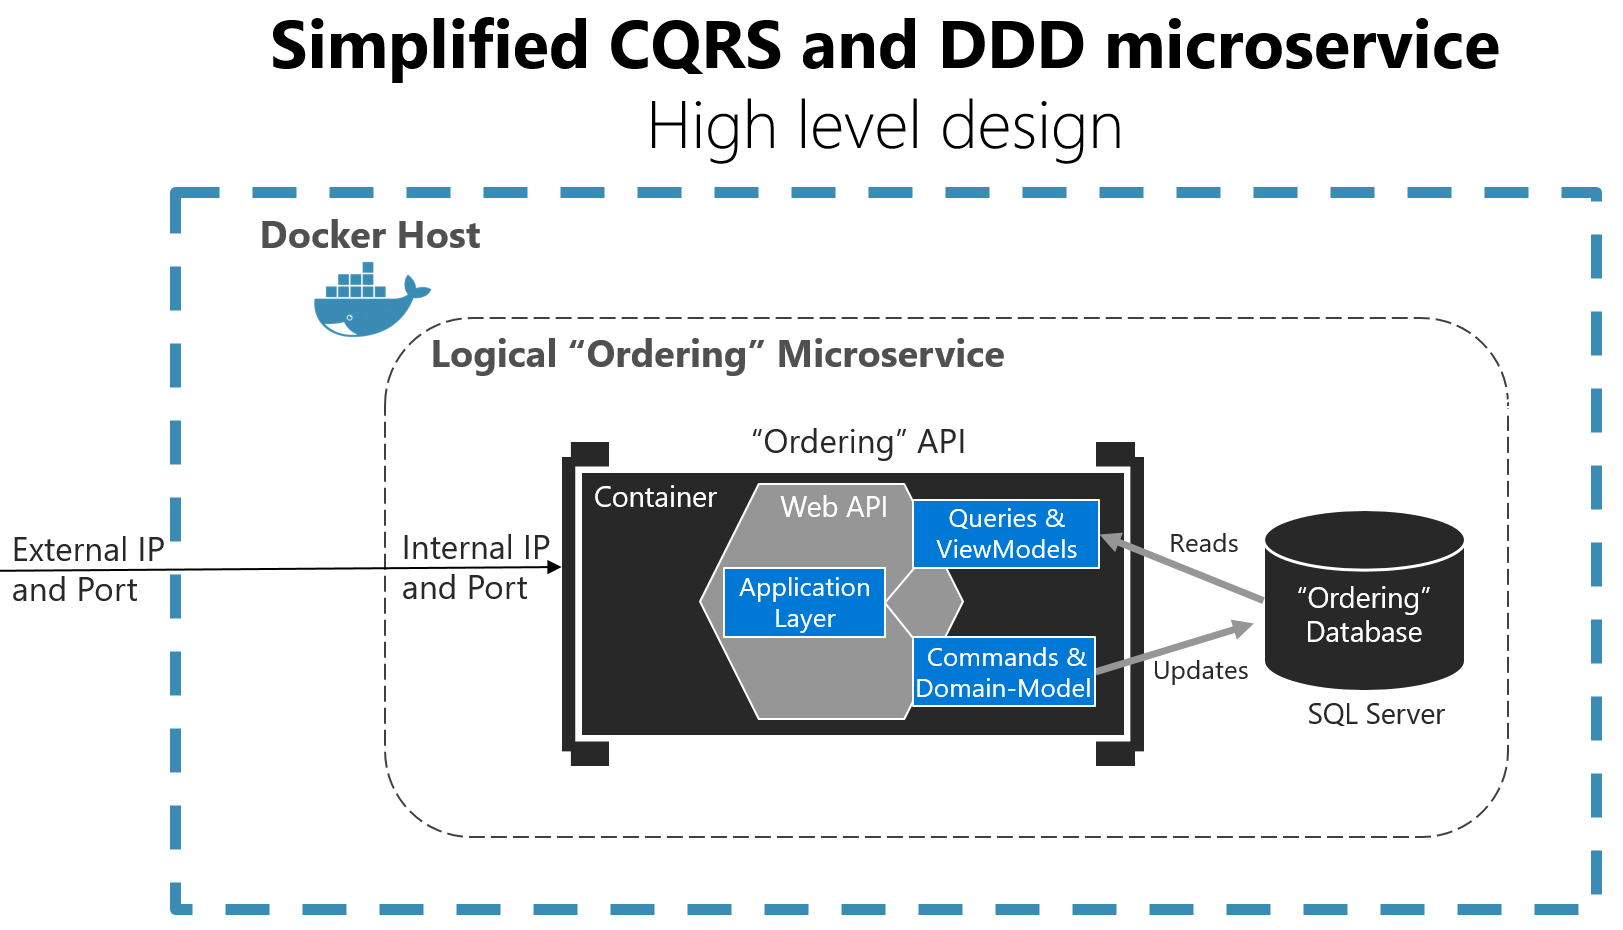 Simplified CQRS and DDD microservice
High level design
Docker Host
Logical “Ordering” Microservice
“Ordering” API
Container
Web API
Queries &
ViewModels
Application
Layer
Commands &
Domain-Model
External IP
and Port
Internal IP
and Port
Reads
Updates
“Ordering”
Database
SQL Server